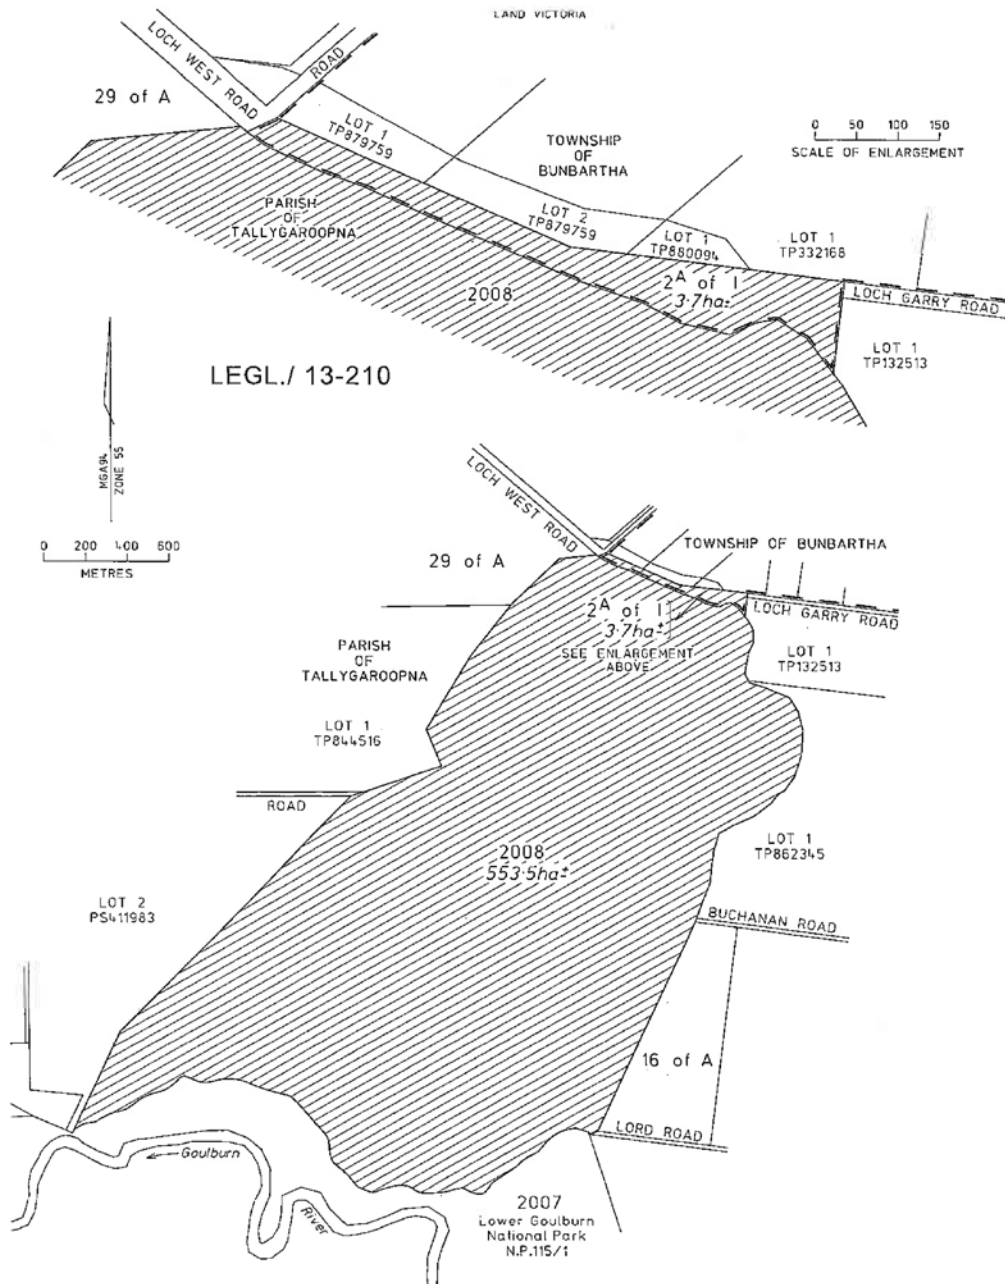 LAND VICTORIA
LOCH WEST ROAD
ROAD
29 of A
LOT 1
TP879759
TOWNSHIP
OF
BUNBARTHA
0 50 100 150
SCALE OF ENLARGEMENT
PARISH
OF
TALLYGAROOPNA
LOT 2
TP879759
LOT 1
TP880094
LOT 1
TP332168
2A of I
3·7ha±
LOCH GARRY ROAD
2008
LOT 1
TP132513
LEGL./ 13-210
MGA94
ZONE 55
0 200 400 600
METRES
LOCH WEST ROAD
29 of A
TOWNSHIP OF BUNBARTHA
2A of I
3·7ha±
SEE ENLARGEMENT
ABOVE
LOCH GARRY ROAD
PARISH
OF
TALLYGAROOPNA
LOT 1
TP132513
LOT 1
TP844516
ROAD
2008
553·5ha±
LOT 1
TP862345
LOT 2
PS411983
BUCHANAN ROAD
16 of A
LORD ROAD
Goulburn
River
2007
Lower Goulburn
National Park
N.P.115/1